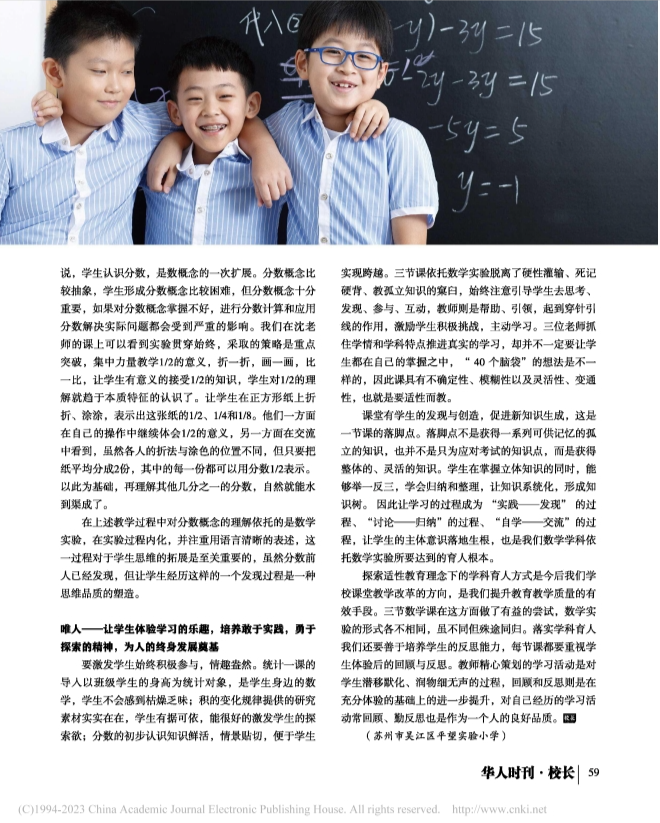 代入①
-y)-3y=15
2y-3y=15
-5y=5
y=-1
说，学生认识分数，是数概念的一次扩展。分数概念比
较抽象，学生形成分数概念比较困难，但分数概念十分
重要，如果对分数概念掌握不好，进行分数计算和应用
分数解决实际问题都会受到严重的影响。我们在沈老
师的课上可以看到实验贯穿始终，采取的策略是重点
突破，集中力量教学1/2的意义，折一折，画一画，比
一比，让学生有意义的接受1/2的知识，学生对1/2的理
解就趋于本质特征的认识了。让学生在正方形纸上折
折、涂涂，表示出这张纸的1/2、1/4和1/8。他们一方面
在自己的操作中继续体会1/2的意义，另一方面在交流
中看到，虽然各人的折法与涂色的位置不同，但只要把
纸平均分成2份，其中的每一份都可以用分数1/2表示。
以此为基础，再理解其他几分之一的分数，自然就能水
到渠成了。
在上述教学过程中对分数概念的理解依托的是数学
实验，在实验过程内化，并注重用语言清晰的表述，这
一过程对于学生思维的拓展是至关重要的，虽然分数前
人已经发现，但让学生经历这样的一个发现过程是一种
思维品质的塑造。
唯人——让学生体验学习的乐趣，培养敢于实践，勇于
探索的精神，为人的终身发展奠基
要激发学生始终积极参与，情趣盎然。统计一课的
导人以班级学生的身高为统计对象，是学生身边的数
学，学生不会感到枯燥乏味；积的变化规律提供的研究
素材实实在在，学生有据可依，能很好的激发学生的探
索欲；分数的初步认识知识鲜活，情景贴切，便于学生
实现跨越。三节课依托数学实验脱离了硬性灌输、死记
硬背、教孤立知识的窠臼，始终注意引导学生去思考、
发现、参与、互动，教师则是帮助、引领，起到穿针引
线的作用，激励学生积极挑战，主动学习。三位老师抓
住学情和学科特点推进真实的学习，却并不一定要让学
生都在自己的掌握之中，“ 40 个脑袋”的想法是不一
样的，因此课具有不确定性、模糊性以及灵活性、变通
性，也就是要适性而教。
课堂有学生的发现与创造，促进新知识生成，这是
一节课的落脚点。落脚点不是获得一系列可供记忆的孤
立的知识，也并不是只为应对考试的知识点，而是获得
整体的、灵活的知识。学生在掌握立体知识的同时，能
够举一反三，学会归纳和整理，让知识系统化，形成知
识树。 因此让学习的过程成为 “实践——发现” 的过
程、“讨论——归纳”的过程、“自学——交流”的过
程，让学生的主体意识落地生根，也是我们数学学科依
托数学实验所要达到的育人根本。
探索适性教育理念下的学科育人方式是今后我们学
校课堂教学改革的方向，是我们提升教育教学质量的有
效手段。三节数学课在这方面做了有益的尝试，数学实
验的形式各不相同，虽不同但殊途同归。落实学科育人
我们还要善于培养学生的反思能力，每节课都要重视学
生体验后的回顾与反思。教师精心策划的学习活动是对
学生潜移默化、润物细无声的过程，回顾和反思则是在
充分体验的基础上的进一步提升，对自己经历的学习活
动常回顾、勤反思也是作为一个人的良好品质。
（苏州市吴江区平望实验小学）
华人时刊·校长 59
(C)1994-2023 China Academic Journal Electronic Publishing House. All rights reserved. http://www.cnki.net